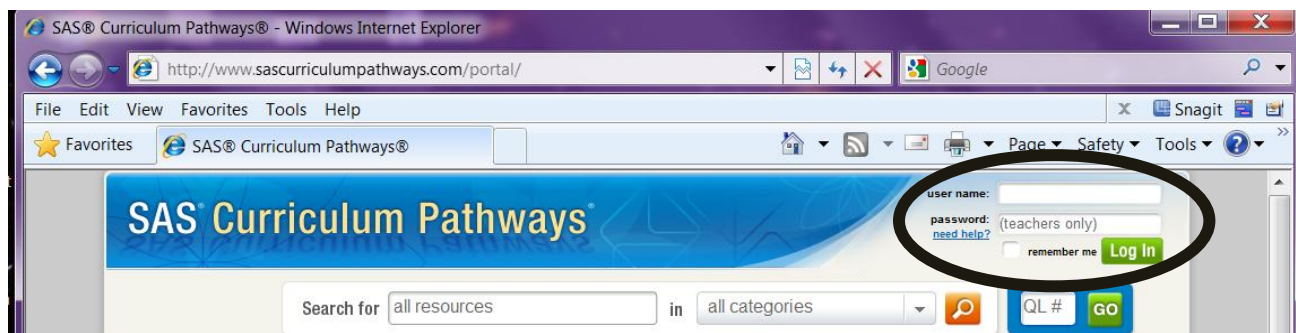 SAS® Curriculum Pathways® - Windows Internet Explorer
http://www.sascurriculumpathways.com/portal/
Google
File Edit View Favorites Tools Help
x Snagit
Favorites SAS® Curriculum Pathways® Page Safety Tools
SAS® Curriculum Pathways®
user name:
password: (teachers only)
need help?
remember me Log In
Search for all resources in all categories QL # GO